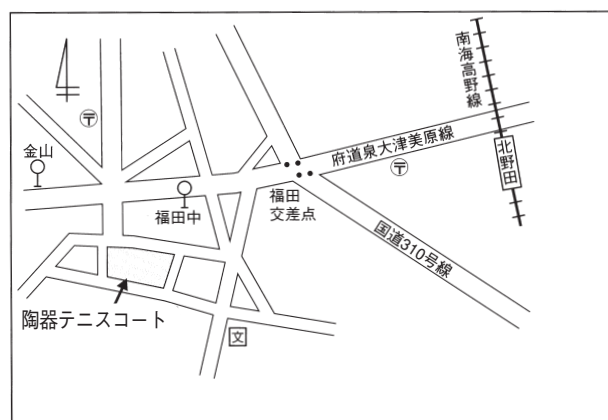 南海高野線
北野田
府道泉大津美原線
〒
〒
金山
福田中
福田
交差点
国道310号線
陶器テニスコート
文